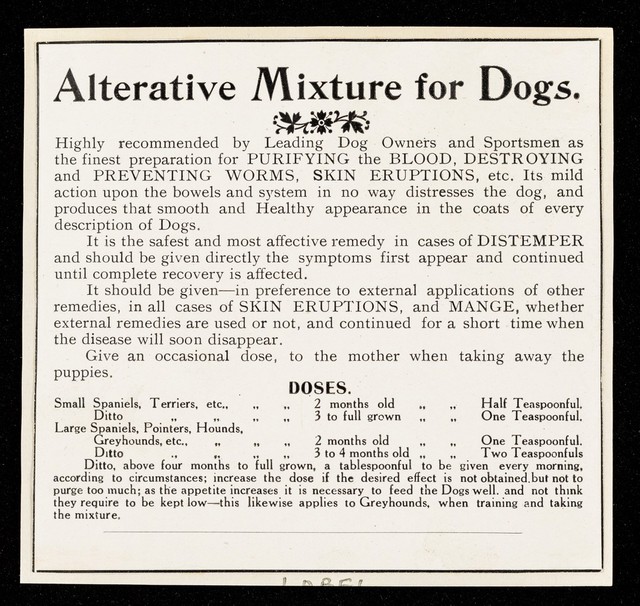 Alterative Mixture for Dogs.
Highly recommended by Leading Dog Owners and Sportsmen as
the finest preparation for PURIFYING the BLOOD, DESTROYING
and PREVENTING WORMS, SKIN ERUPTIONS, etc. Its mild
action upon the bowels and system in no way distresses the dog, and
produces that smooth and Healthy appearance in the coats of every
description of Dogs.
It is the safest and most affective remedy in cases of DISTEMPER
and should be given directly the symptoms first appear and continued
until complete recovery is affected.
It should be given—in preference to external applications of other
remedies, in all cases of SKIN ERUPTIONS, and MANGE, whether
external remedies are used or not, and continued for a short time when
the disease will soon disappear.
Give an occasional dose, to the mother when taking away the
puppies.
DOSES.
Small Spaniels, Terriers, etc., „ „ 2 months old „ „ Half Teaspoonful.
Ditto „ „ „ 3 to full grown „ „ One Teaspoonful.
Large Spaniels, Pointers, Hounds,
Greyhounds, etc., „ „ „ 2 months old „ „ One Teaspoonful.
Ditto „ „ „ 3 to 4 months old „ „ Two Teaspoonfuls
Ditto, above four months to full grown, a tablespoonful to be given every morning,
according to circumstances; increase the dose if the desired effect is not obtained, but not to
purge too much; as the appetite increases it is necessary to feed the Dogs well. and not think
they require to be kept low—this likewise applies to Greyhounds, when training and taking
the mixture.